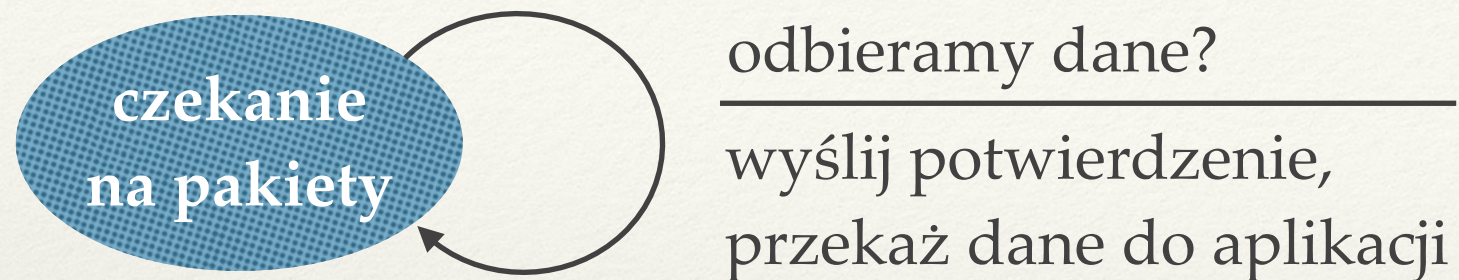 czekanie
na pakiety
odbieramy dane?
wyślij potwierdzenie,
przekaż dane do aplikacji